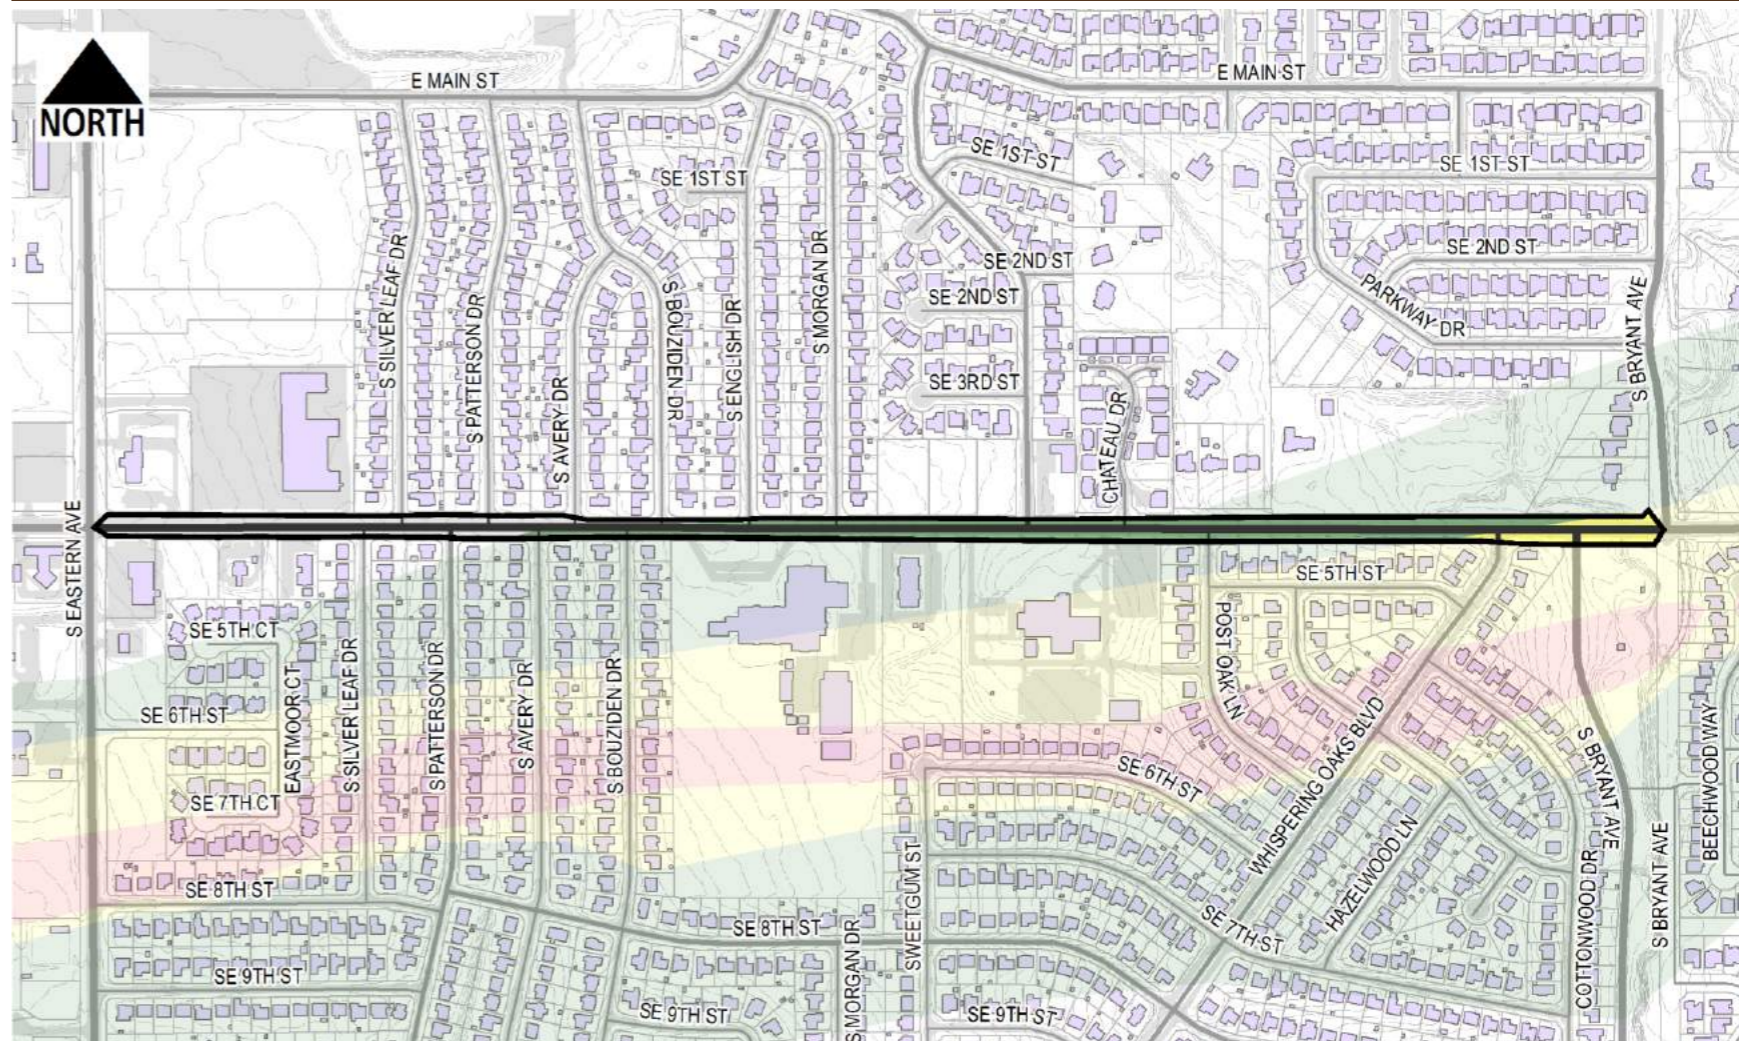 E MAIN ST
E MAIN ST
NORTH
SE 1ST ST
SE 1ST ST
SE 1ST ST
S SILVER LEAF DR
S PATTERSON DR
S AVERY DR
S BOUZIDEN DR
S ENGLISH DR
S MORGAN DR
SE 2ND ST
SE 2ND ST
SE 2ND ST
PARKWAY DR
S BRYANT AVE
SE 3RD ST
CHATEAU DR
S EASTERN AVE
SE 5TH ST
SE 5TH CT
SE 6TH ST
EASTMOOR CT
S SILVER LEAF DR
S PATTERSON DR
S AVERY DR
S BOUZIDEN DR
POST OAK LN
SE 7TH CT
SE 6TH ST
WHISPERING OAKS BLVD
S BRYANT AVE
BEECHWOOD WAY
SE 8TH ST
SE 8TH ST
SWEETGUM ST
HAZELWOOD LN
SE 7TH ST
COTTONWOOD DR
S BRYANT AVE
S MORGAN DR
SE 9TH ST
SE 9TH ST
SE 9TH ST